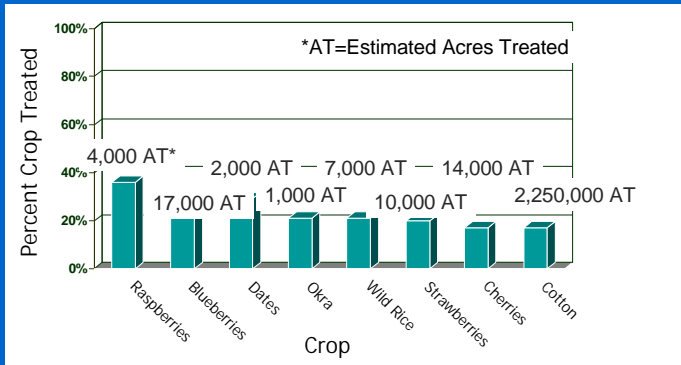 100%
*AT=Estimated Acres Treated
80%
60%
4,000 AT*
2,000 AT
7,000 AT
14,000 AT
40%
17,000 AT
1,000 AT
10,000 AT
2,250,000 AT
20%
0%
Percent Crop Treated
Raspberries
Blueberries
Dates
Okra
Wild Rice
Strawberries
Cherries
Cotton
Crop